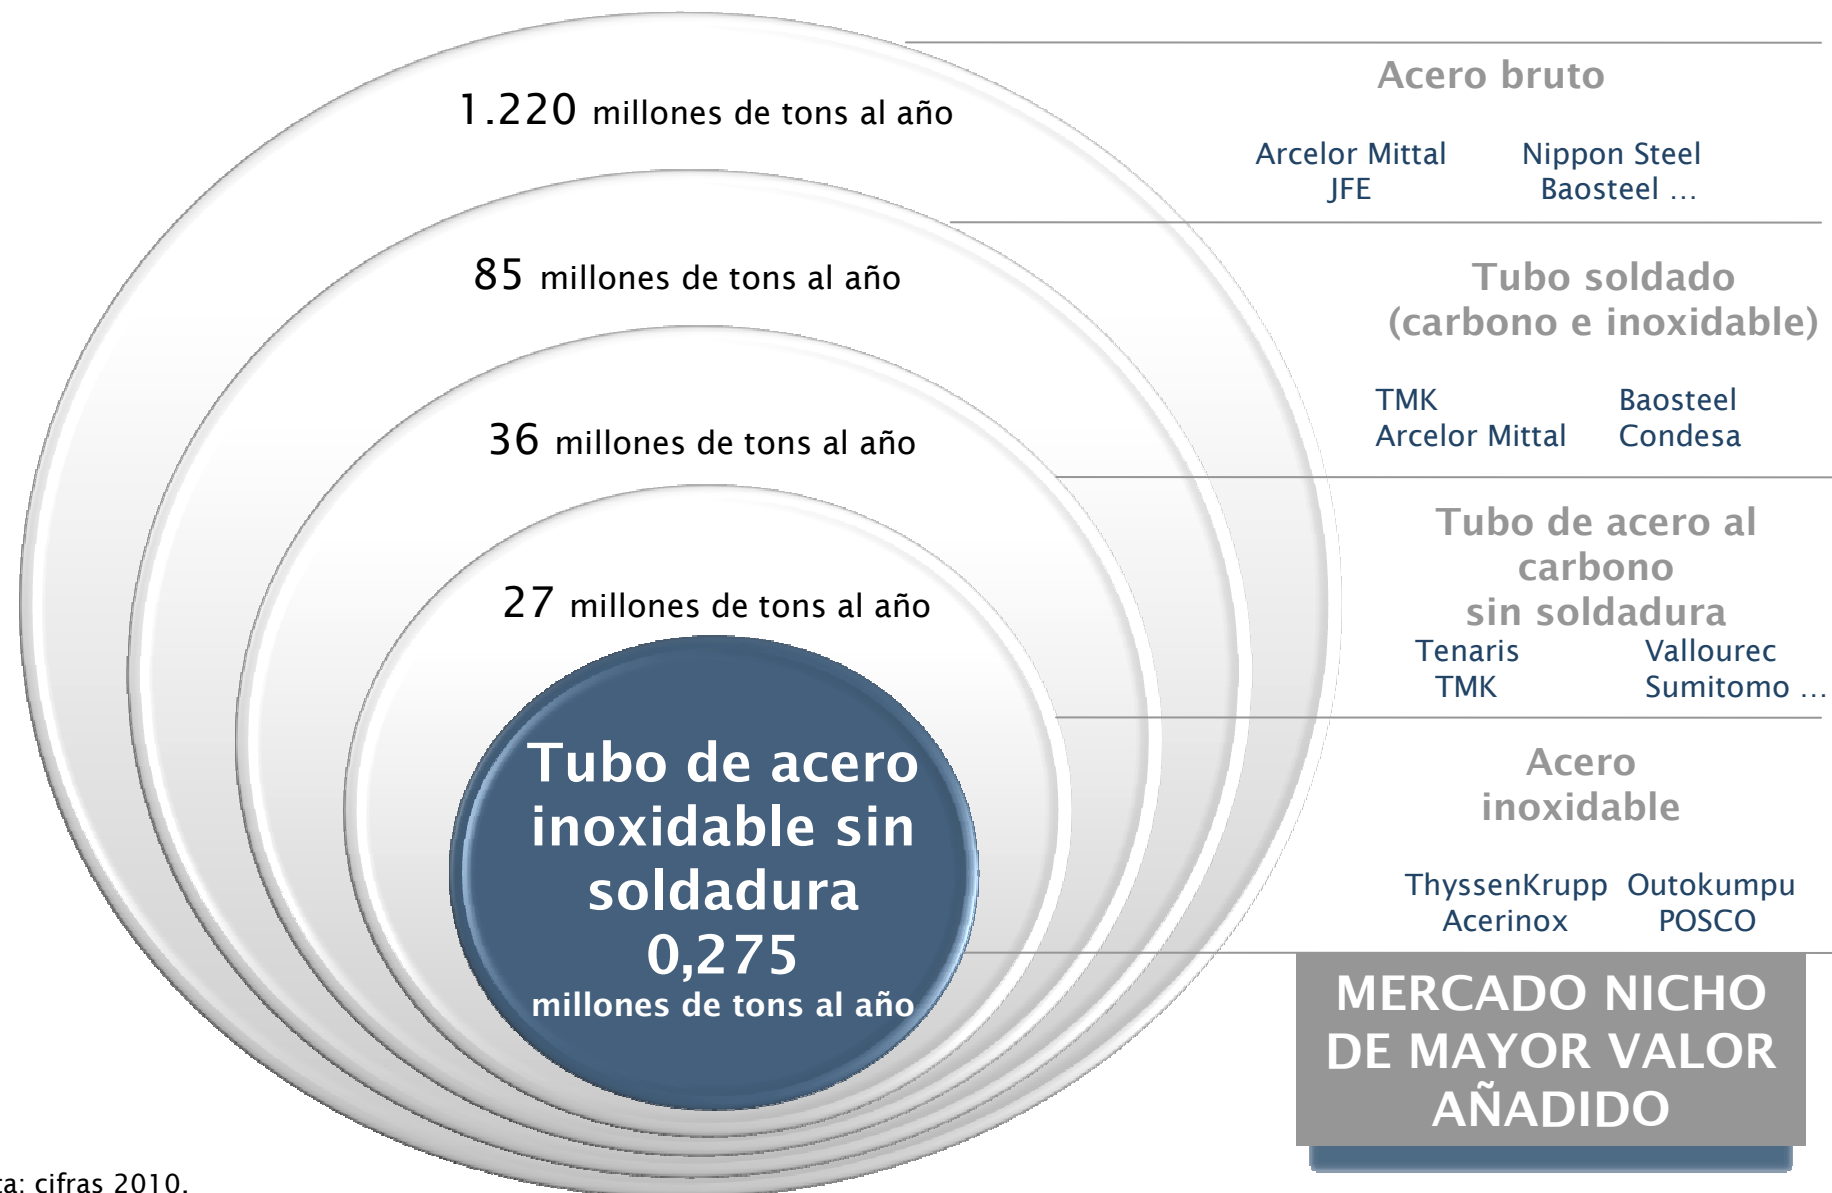 1.220 millones de tons al año
85 millones de tons al año
36 millones de tons al año
27 millones de tons al año
Tubo de acero
inoxidable sin
soldadura
0,275
millones de tons al año
Acero bruto
Arcelor Mittal Nippon Steel
JFE Baosteel …
Tubo soldado
(carbono e inoxidable)
TMK Baosteel
Arcelor Mittal Condesa
Tubo de acero al
carbono
sin soldadura
Tenaris Vallourec
TMK Sumitomo …
Acero
inoxidable
ThyssenKrupp Outokumpu
Acerinox POSCO
MERCADO NICHO
DE MAYOR VALOR
AÑADIDO
cifras 2010.